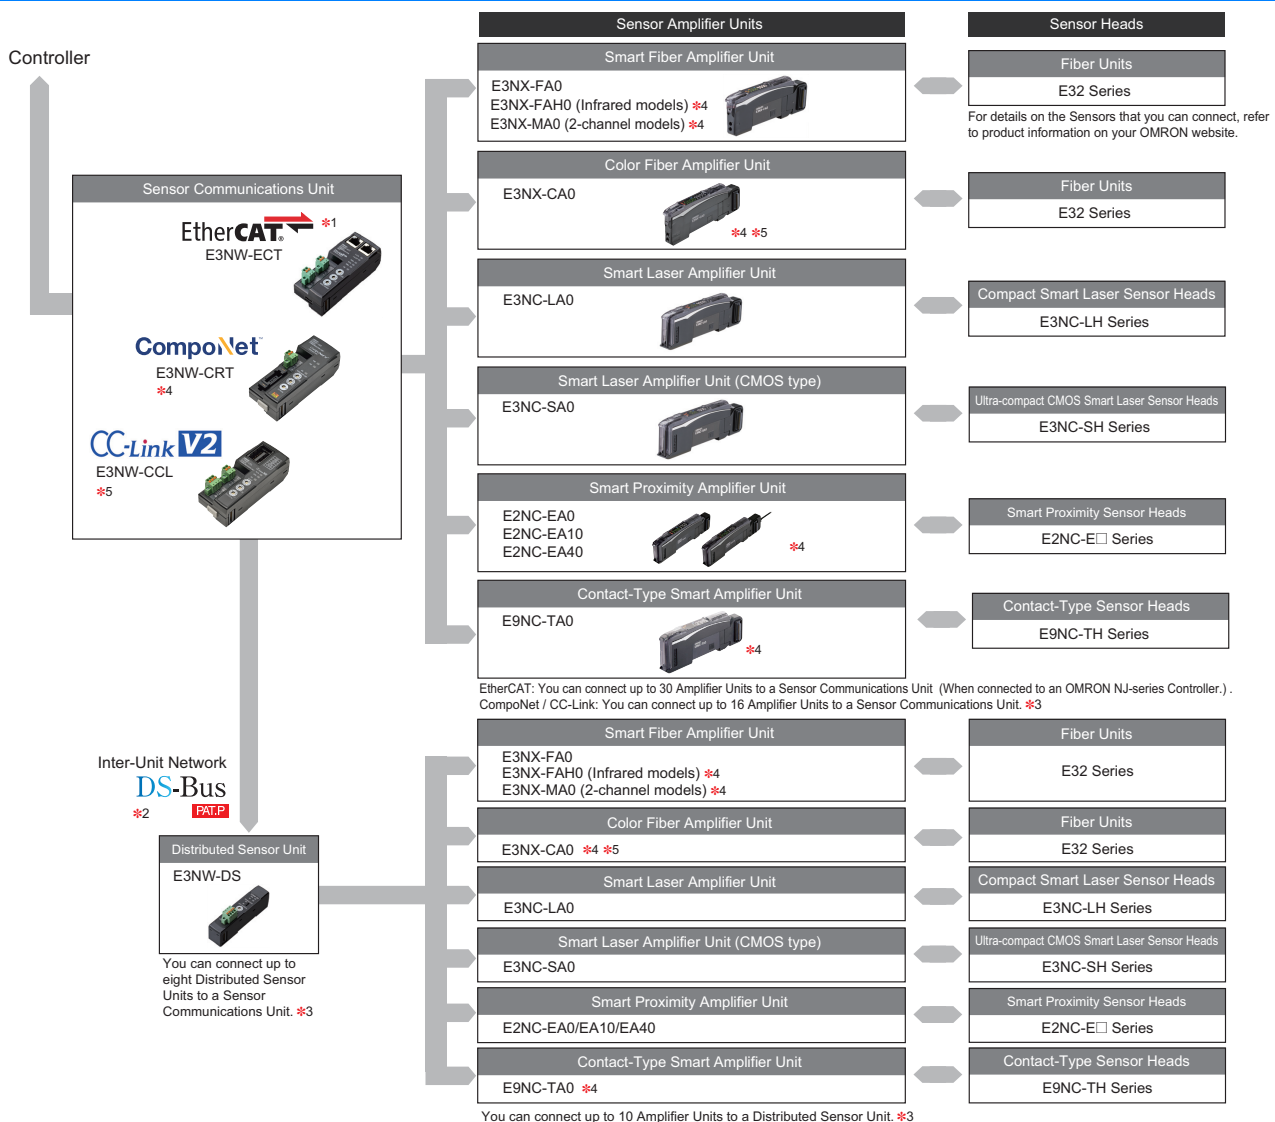 Sensor Amplifier Units
Sensor Heads
Controller
Sensor Communications Unit
EtherCAT® *1
E3NW-ECT
CompoNet™
E3NW-CRT
*4
CC-Link V2
E3NW-CCL
*5
Smart Fiber Amplifier Unit
E3NX-FA0
E3NX-FAH0 (Infrared models) *4
E3NX-MA0 (2-channel models) *4
Fiber Units
E32 Series
For details on the Sensors that you can connect, refer
to product information on your OMRON website.
Color Fiber Amplifier Unit
E3NX-CA0
*4 *5
Fiber Units
E32 Series
Smart Laser Amplifier Unit
E3NC-LA0
Compact Smart Laser Sensor Heads
E3NC-LH Series
Smart Laser Amplifier Unit (CMOS type)
E3NC-SA0
Ultra-compact CMOS Smart Laser Sensor Heads
E3NC-SH Series
Smart Proximity Amplifier Unit
E2NC-EA0
E2NC-EA10
E2NC-EA40
*4
Smart Proximity Sensor Heads
E2NC-E□ Series
Contact-Type Smart Amplifier Unit
E9NC-TA0
*4
Contact-Type Sensor Heads
E9NC-TH Series
EtherCAT: You can connect up to 30 Amplifier Units to a Sensor Communications Unit (When connected to an OMRON NJ-series Controller.) .
CompoNet / CC-Link: You can connect up to 16 Amplifier Units to a Sensor Communications Unit. *3
Inter-Unit Network
DS-Bus
*2 PAT.P
Distributed Sensor Unit
E3NW-DS
You can connect up to
eight Distributed Sensor
Units to a Sensor
Communications Unit. *3
Smart Fiber Amplifier Unit
E3NX-FA0
E3NX-FAH0 (Infrared models) *4
E3NX-MA0 (2-channel models) *4
Fiber Units
E32 Series
Color Fiber Amplifier Unit
E3NX-CA0 *4 *5
Fiber Units
E32 Series
Smart Laser Amplifier Unit
E3NC-LA0
Compact Smart Laser Sensor Heads
E3NC-LH Series
Smart Laser Amplifier Unit (CMOS type)
E3NC-SA0
Ultra-compact CMOS Smart Laser Sensor Heads
E3NC-SH Series
Smart Proximity Amplifier Unit
E2NC-EA0/EA10/EA40
Smart Proximity Sensor Heads
E2NC-E□ Series
Contact-Type Smart Amplifier Unit
E9NC-TA0 *4
Contact-Type Sensor Heads
E9NC-TH Series
You can connect up to 10 Amplifier Units to a Distributed Sensor Unit. *3